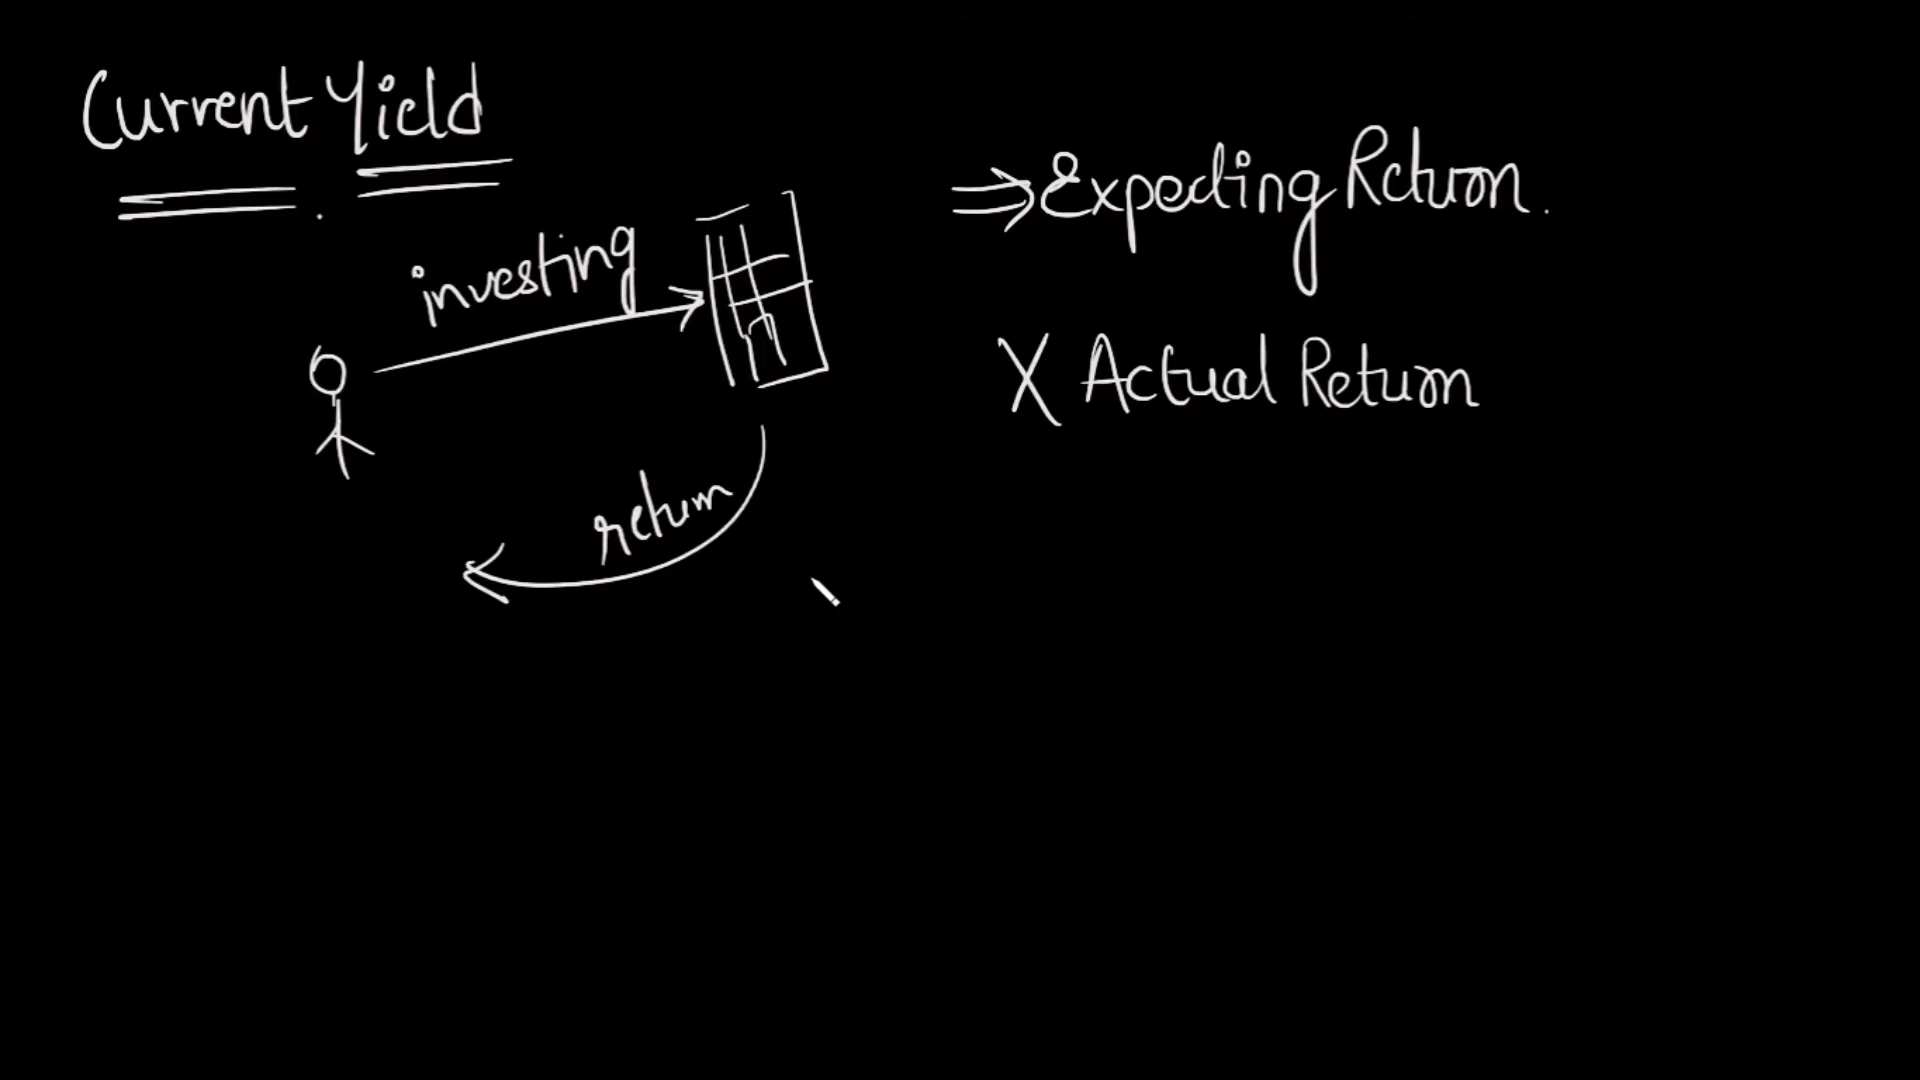 Current Yield
⇒ Expecting Return.
investing
X Actual Return
return